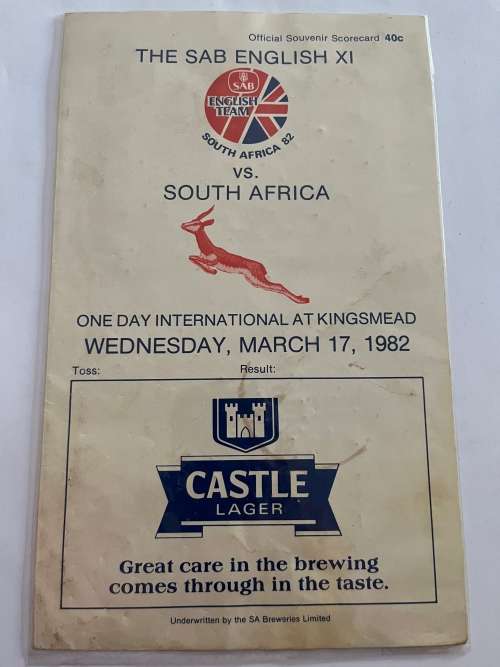 Official Souvenir Scorecard 40c
THE SAB ENGLISH XI
SAB
ENGLISH
TEAM
SOUTH AFRICA 82
vs.
SOUTH AFRICA
ONE DAY INTERNATIONAL AT KINGSMEAD
WEDNESDAY, MARCH 17, 1982
Toss: Result:
CASTLE
LAGER
Great care in the brewing
comes through in the taste.
Underwritten by the SA Breweries Limited